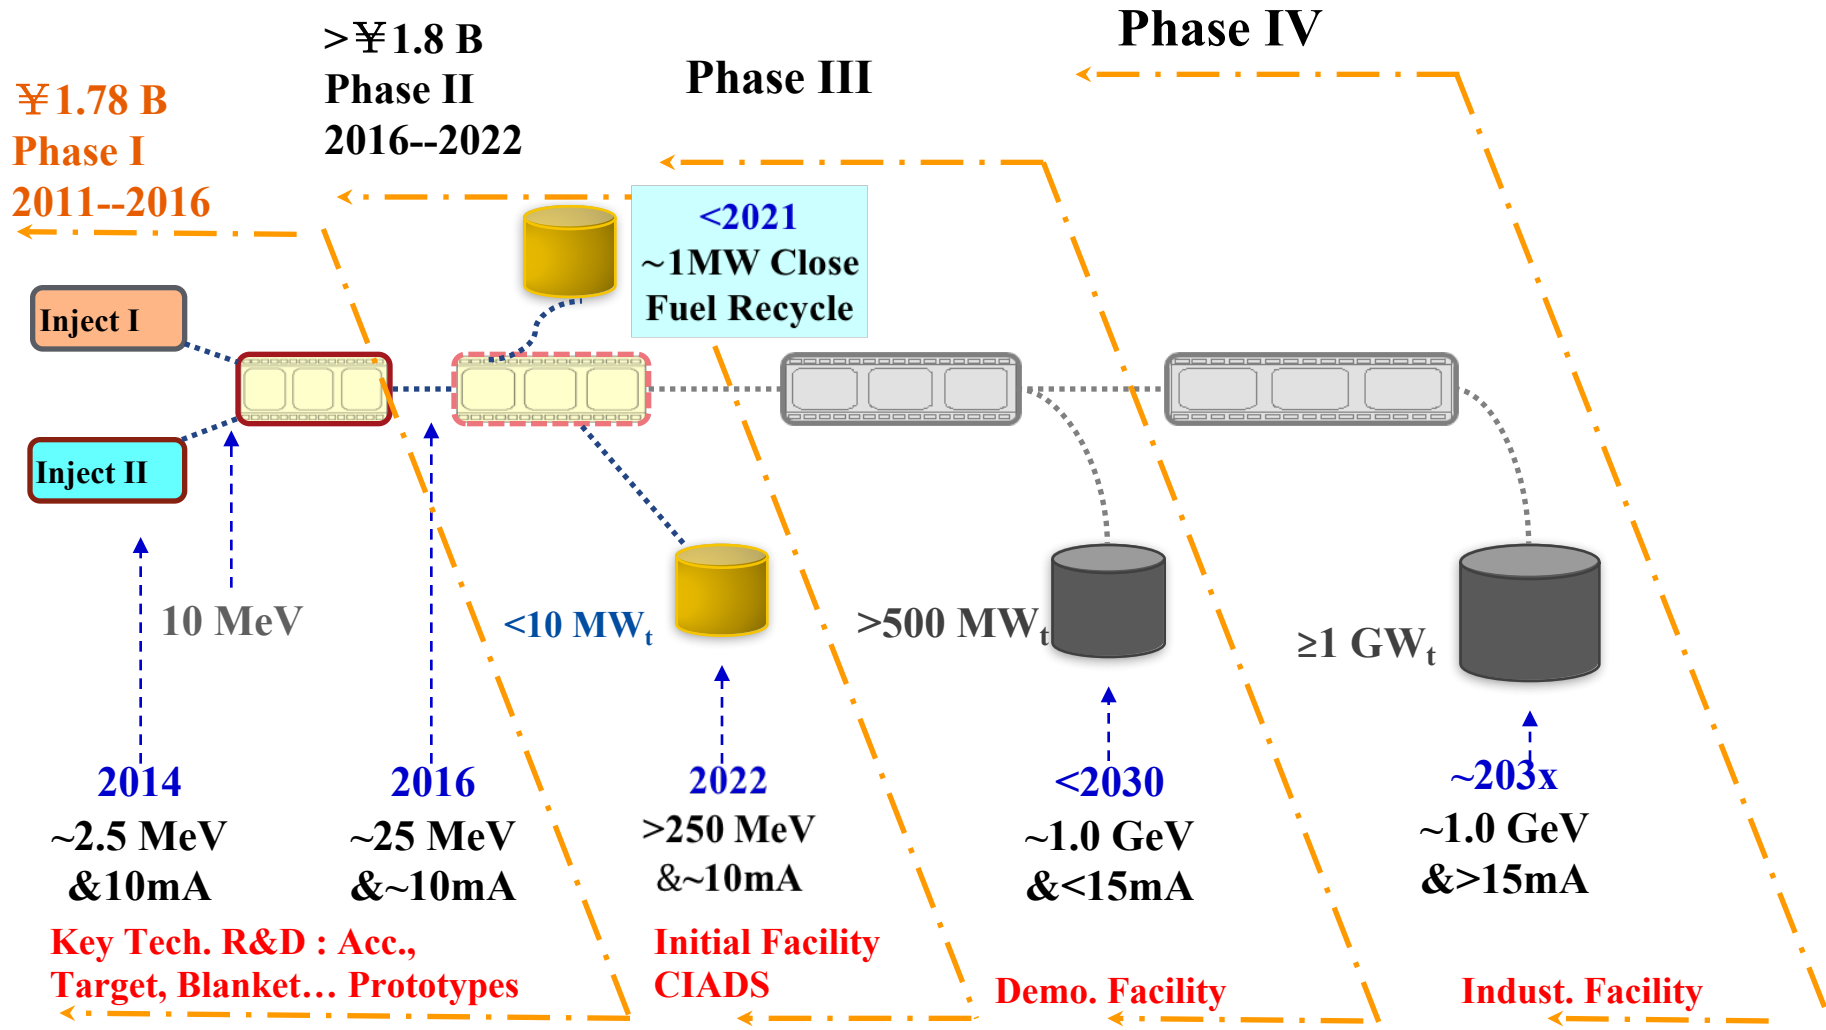 Phase IV
>¥1.8 B
Phase II
2016--2022
Phase III
¥1.78 B
Phase I
2011--2016
<2021
~1MW Close
Fuel Recycle
Inject I
Inject II
10 MeV
<10 MWt
>500 MWt
≥1 GWt
2014
~2.5 MeV
&10mA
2016
~25 MeV
&~10mA
2022
>250 MeV
&~10mA
<2030
~1.0 GeV
&<15mA
~203x
~1.0 GeV
&>15mA
Key Tech. R&D : Acc.,
Target, Blanket… Prototypes
Initial Facility
CIADS
Demo. Facility
Indust. Facility